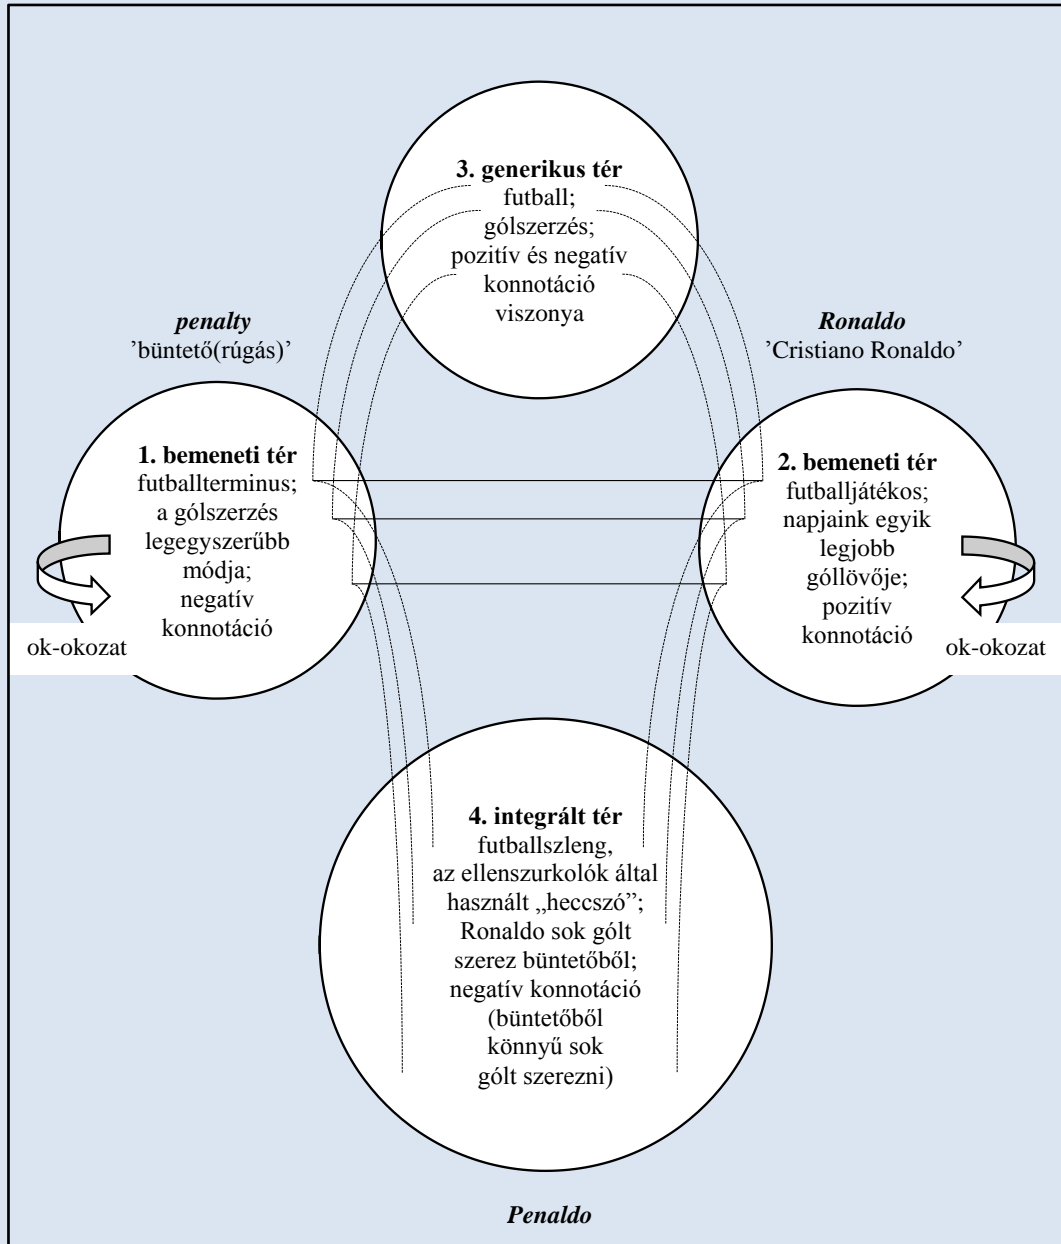 3. generikus tér
futball;
gólszerzés;
pozitív és negatív
konnotáció
viszonya
penalty
’büntető(rúgás)’
Ronaldo
’Cristiano Ronaldo’
1. bemeneti tér
futballterminus;
a gólszerzés
legegyszerűbb
módja;
negatív
konnotáció
ok-okozat
2. bemeneti tér
futballjátékos;
napjaink egyik
legjobb
góllövője;
pozitív
konnotáció
ok-okozat
4. integrált tér
futballszleng,
az ellenszurkolók által
használt „heccszó”;
Ronaldo sok gólt
szerez büntetőből;
negatív konnotáció
(büntetőből
könnyű sok
gólt szerezni)
Penaldo